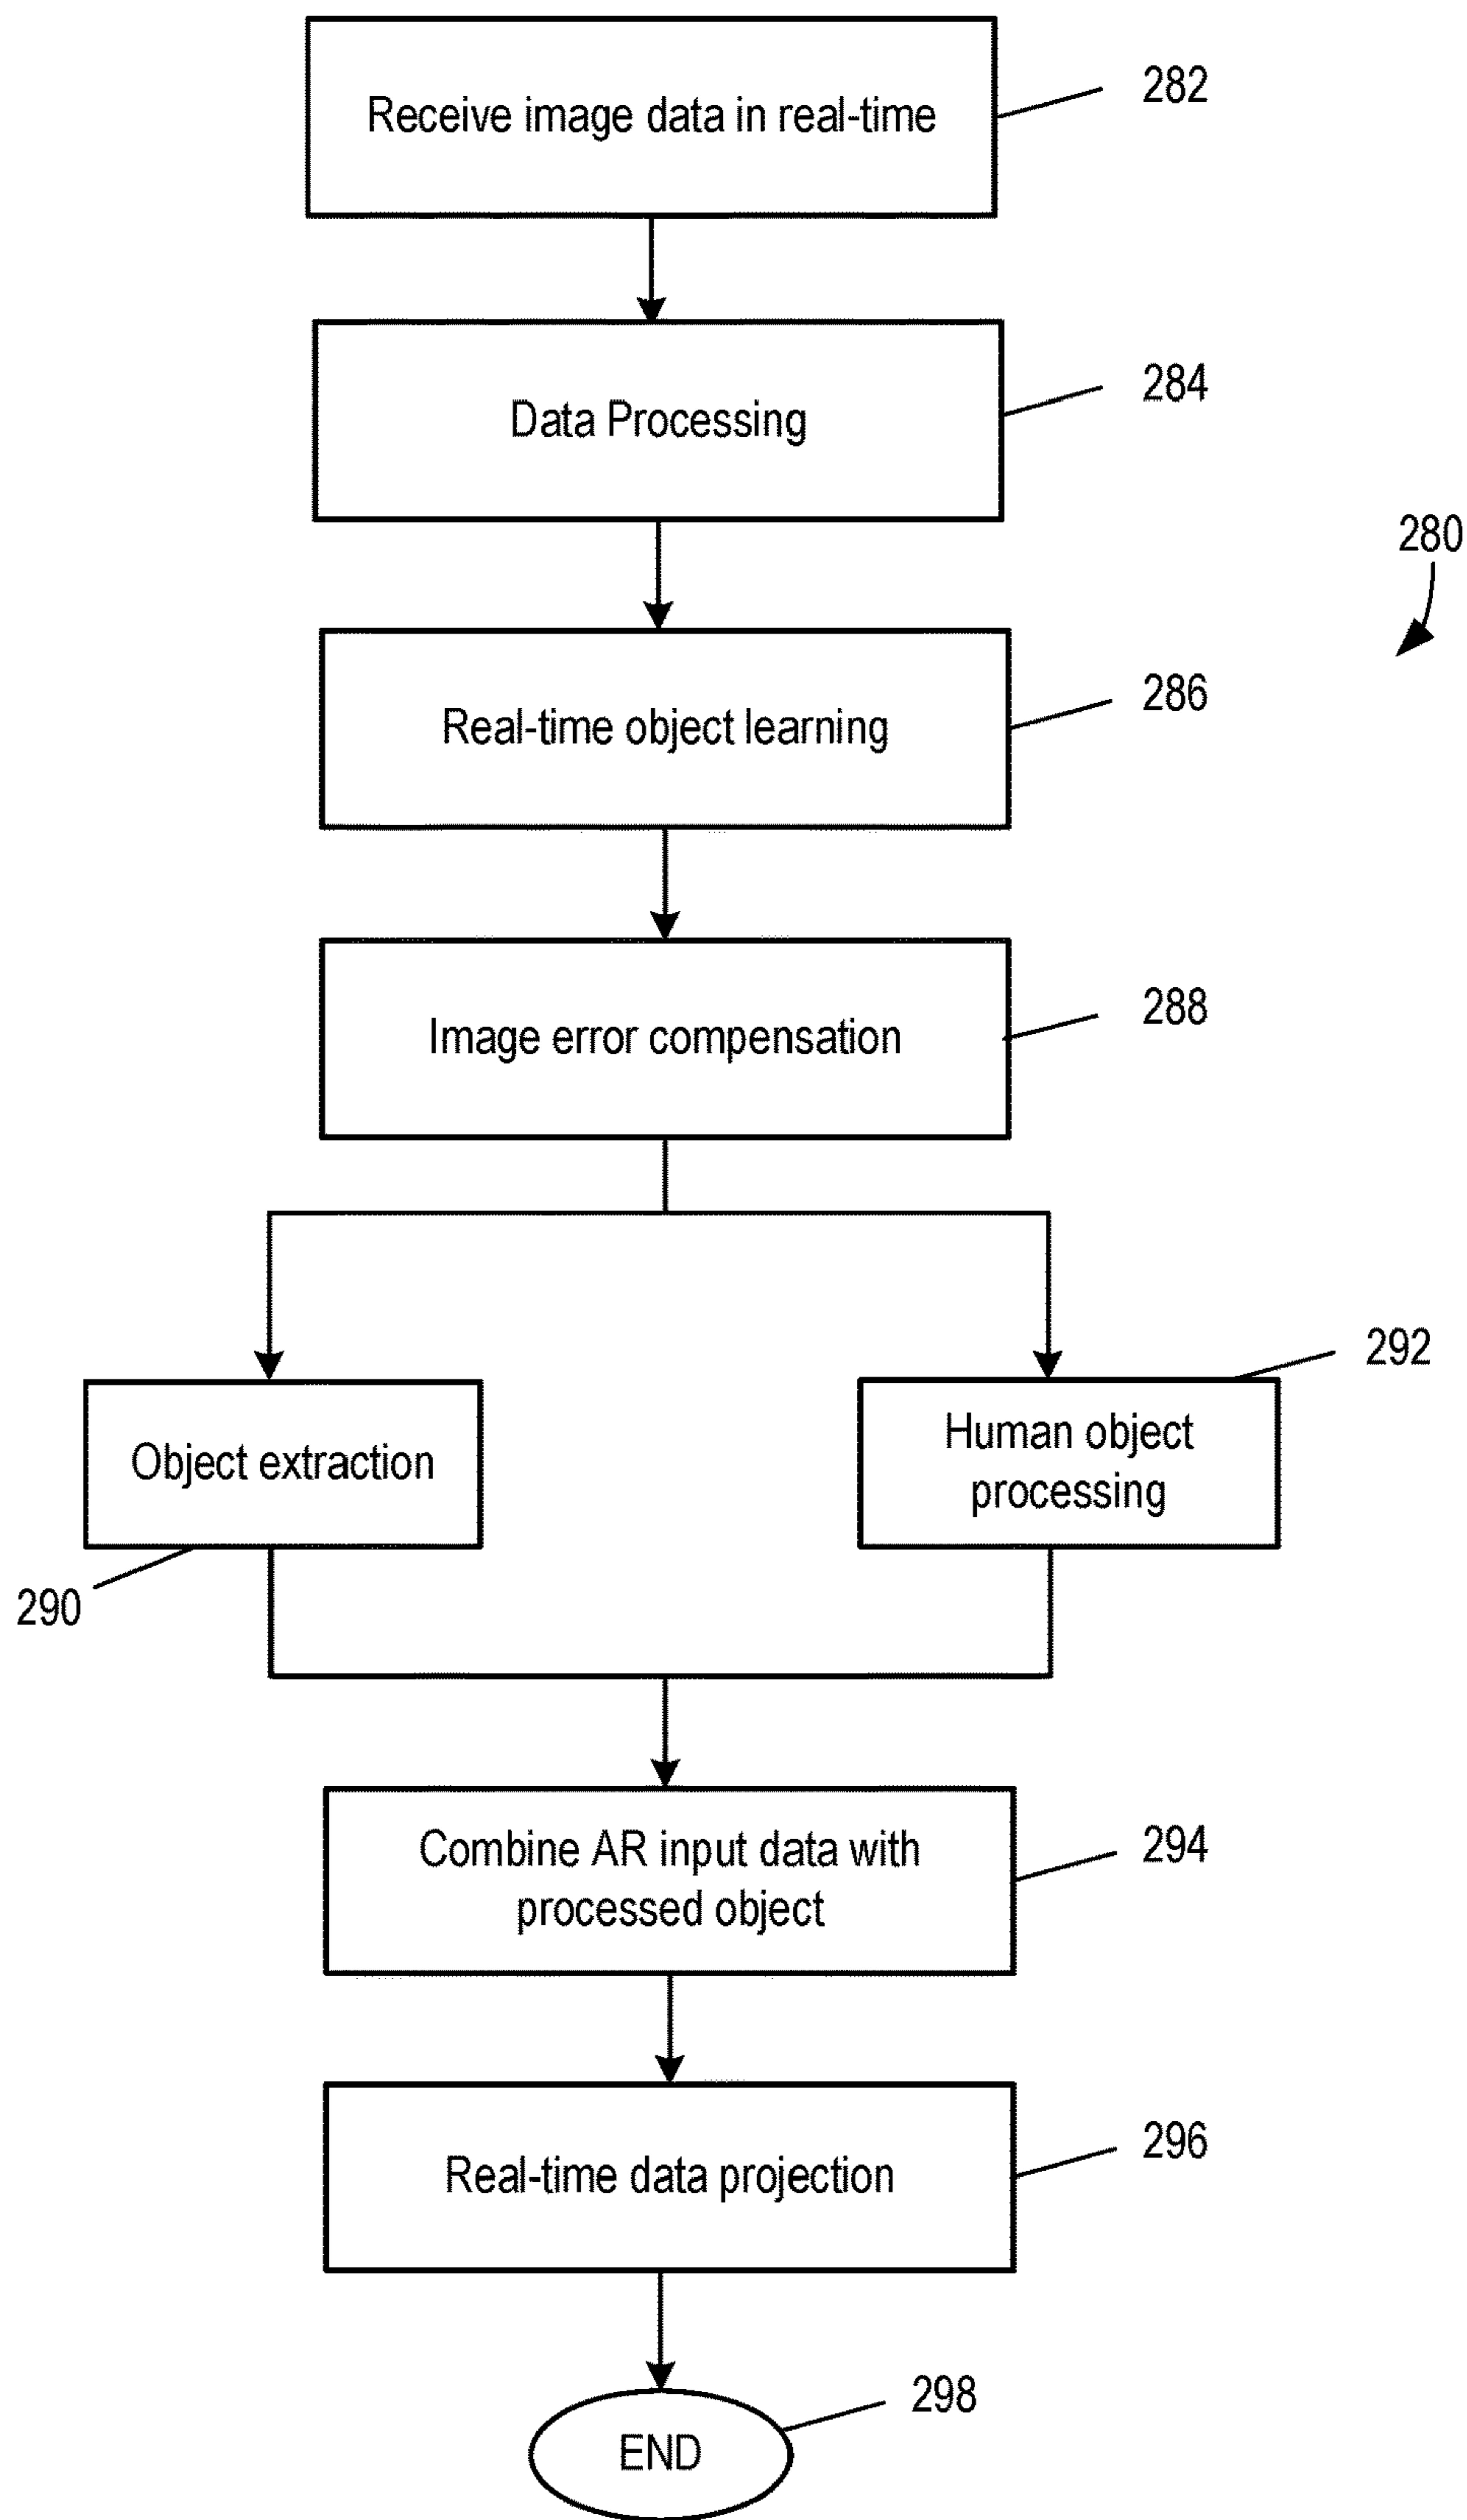 Receive image data in real-time
282
Data Processing
284
280
Real-time object learning
286
Image error compensation
288
292
Object extraction
Human object
processing
290
Combine AR input data with
processed object
294
Real-time data projection
296
END
298